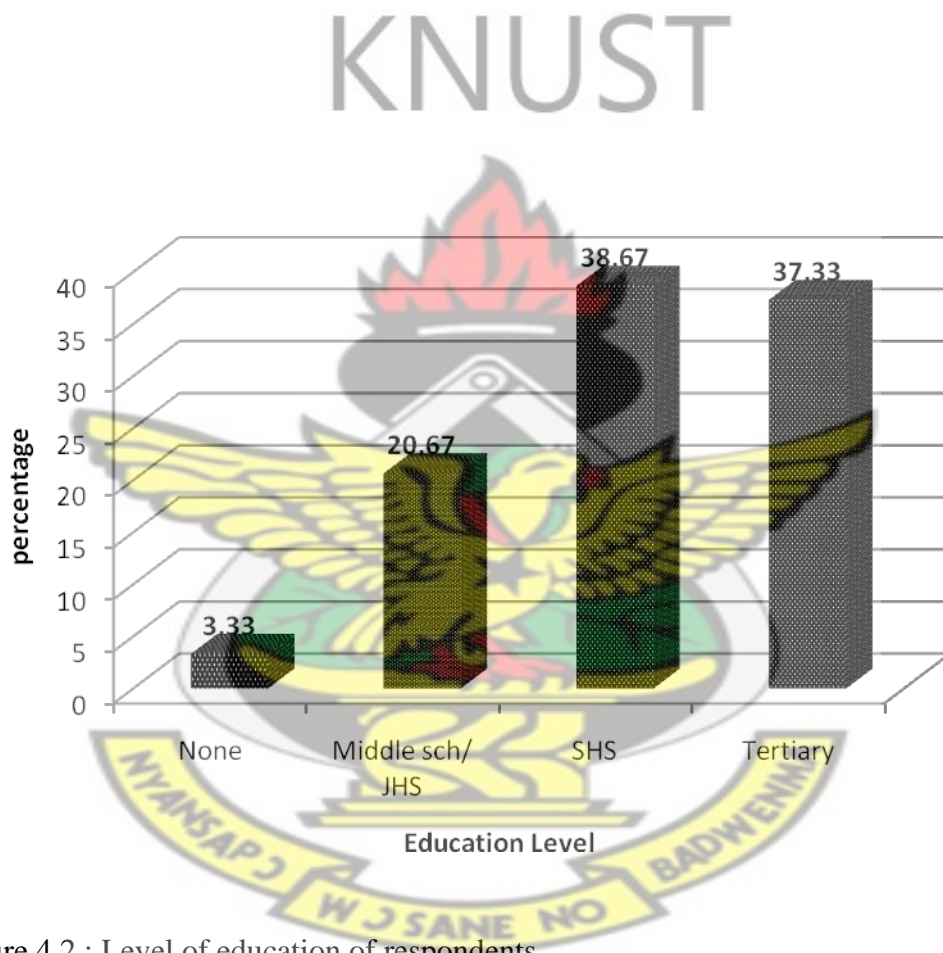 KNUST
38.67
37.33
40
35
30
25
20
15
10
5
0
20.67
3.33
percentage
None
Middle sch/
JHS
SHS
Tertiary
Education Level
NYANSAPƆ
WƆSANE NO
BADWENMA
4.2 : Level of education of respondents